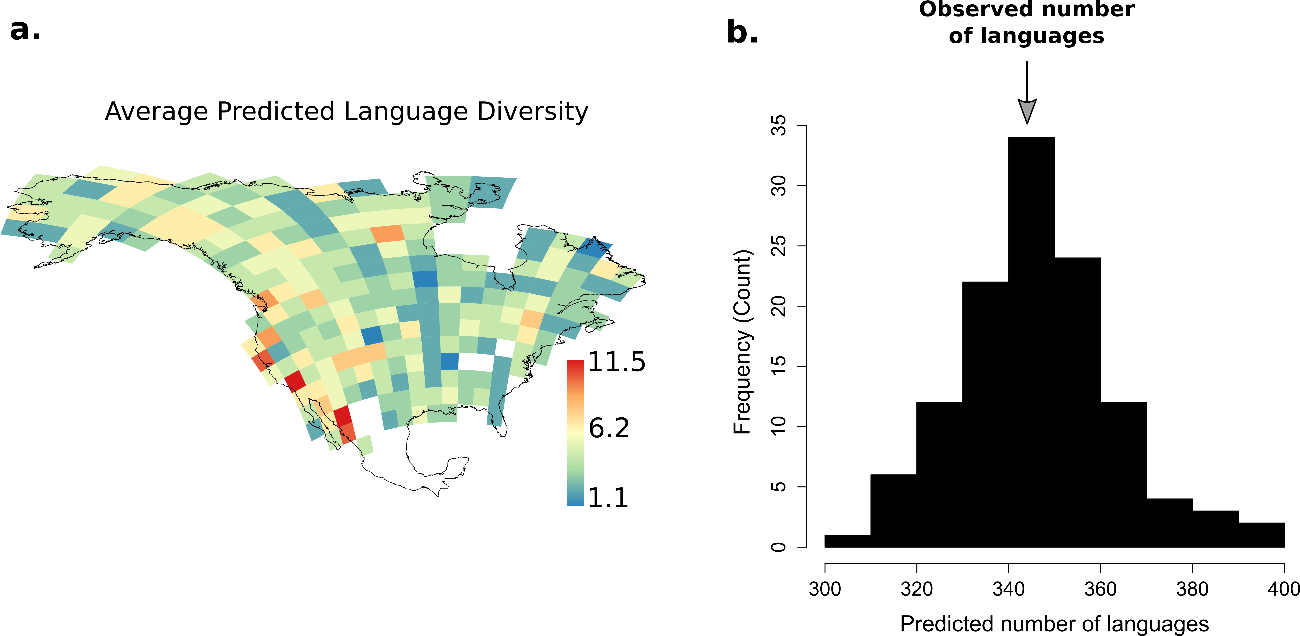 a.
Average Predicted Language Diversity
11.5
6.2
1.1
b.
Observed number
of languages
Frequency (Count)
35
30
25
20
15
10
5
0
300 320 340 360 380 400
Predicted number of languages